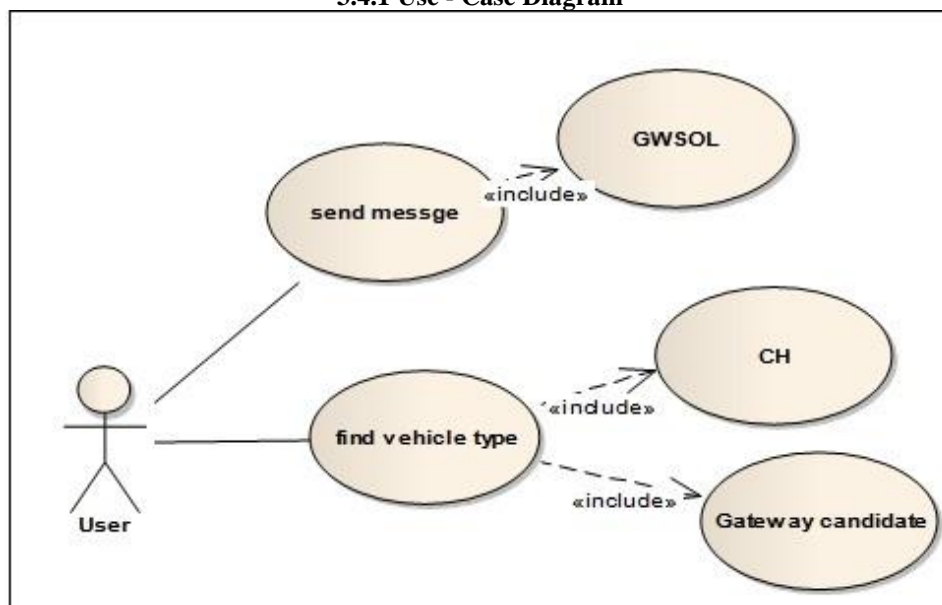 3.4.1 Use - Case Diagram
GWSOL
«include»
send messge
CH
«include»
find vehicle type
«include»
Gateway candidate
User